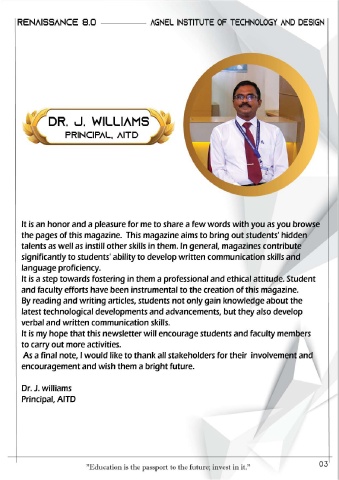 RENAISSANCE 8.0
AGNEL INSTITUTE OF TECHNOLOGY AND DESIGN
DR. J. WILLIAMS
PRINCIPAL, AITD
It is an honor and a pleasure for me to share a few words with you as you browse
the pages of this magazine. This magazine aims to bring out students' hidden
talents as well as instill other skills in them. In general, magazines contribute
significantly to students' ability to develop written communication skills and
language proficiency.
It is a step towards fostering in them a professional and ethical attitude. Student
and faculty efforts have been instrumental to the creation of this magazine.
By reading and writing articles, students not only gain knowledge about the
latest technological developments and advancements, but they also develop
verbal and written communication skills.
It is my hope that this newsletter will encourage students and faculty members
to carry out more activities.
As a final note, I would like to thank all stakeholders for their involvement and
encouragement and wish them a bright future.
Dr. J. williams
Principal, AITD
"Education is the passport to the future; invest in it."
03